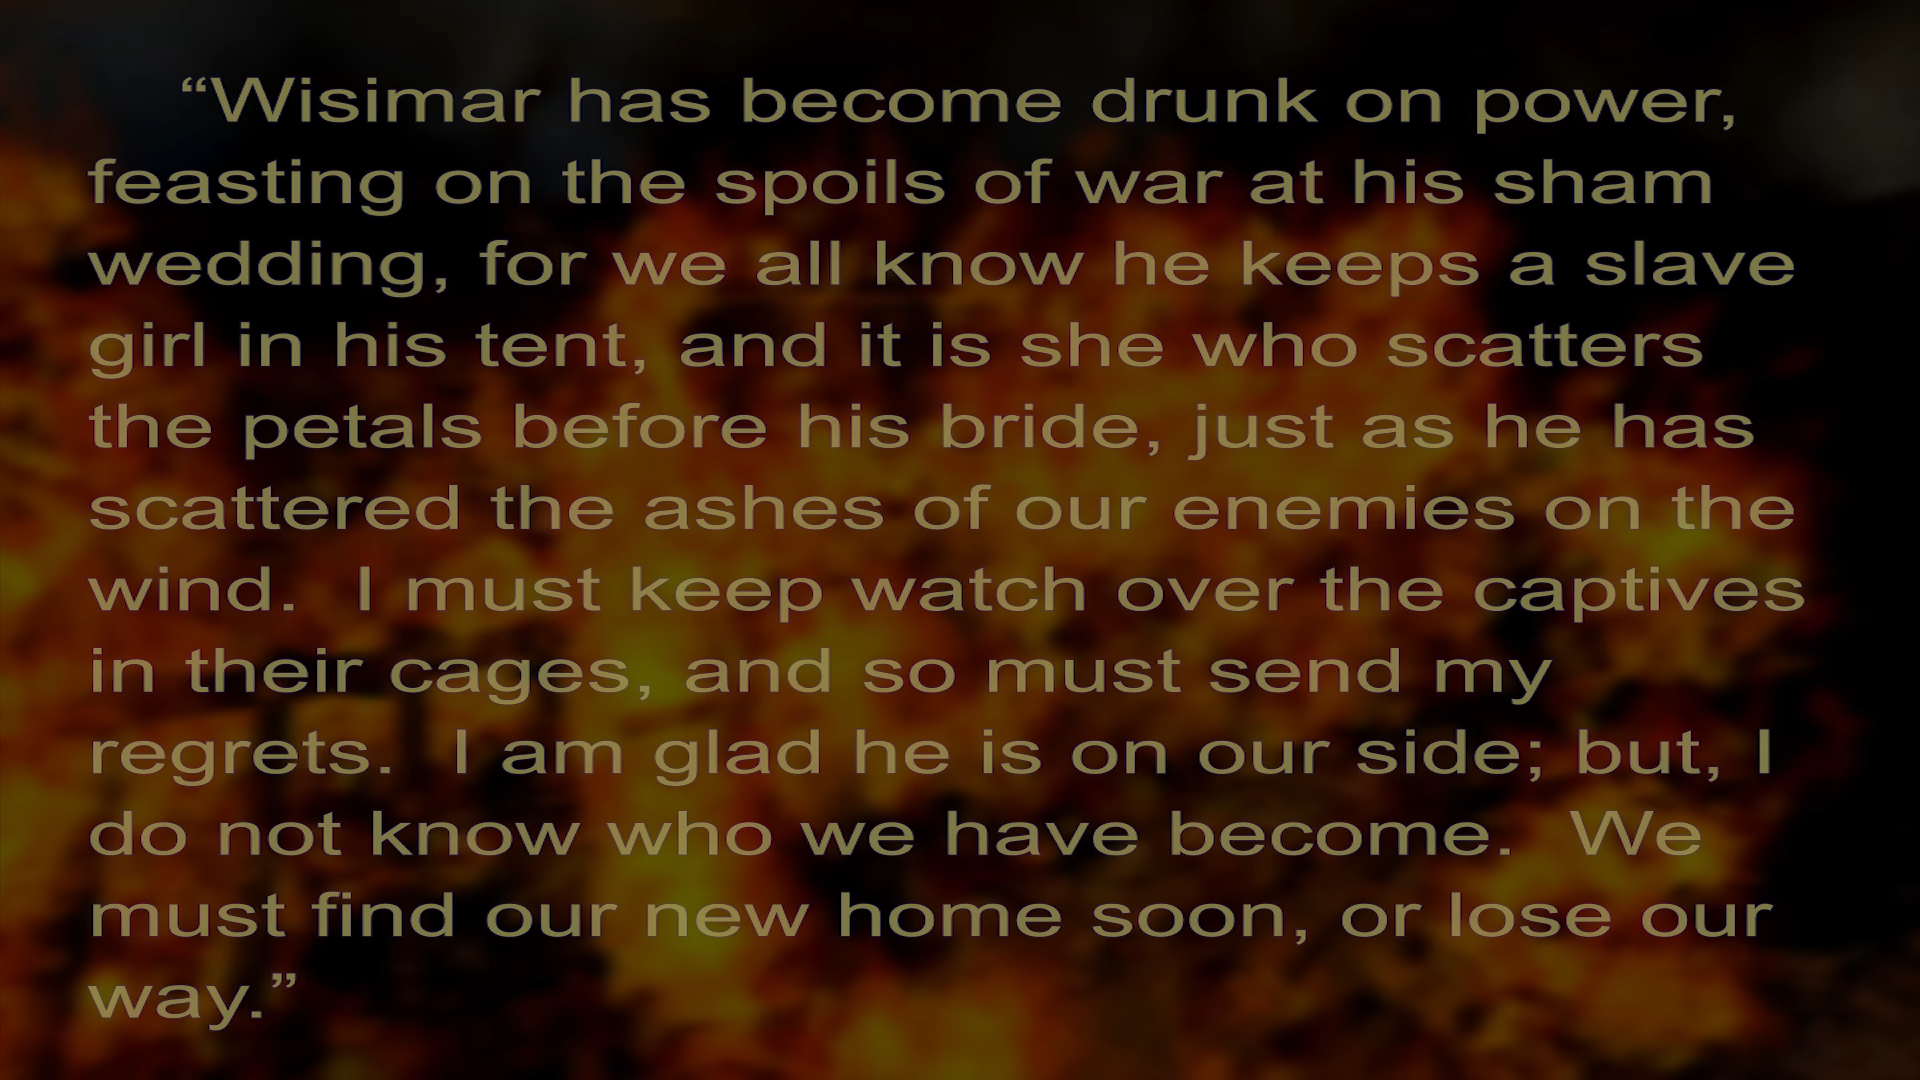 “Wisimar has become drunk on power,
feasting on the spoils of war at his sham
wedding, for we all know he keeps a slave
girl in his tent, and it is she who scatters
the petals before his bride, just as he has
scattered the ashes of our enemies on the
wind.  I must keep watch over the captives
in their cages, and so must send my
regrets.  I am glad he is on our side; but, I
do not know who we have become.  We
must find our new home soon, or lose our
way.”